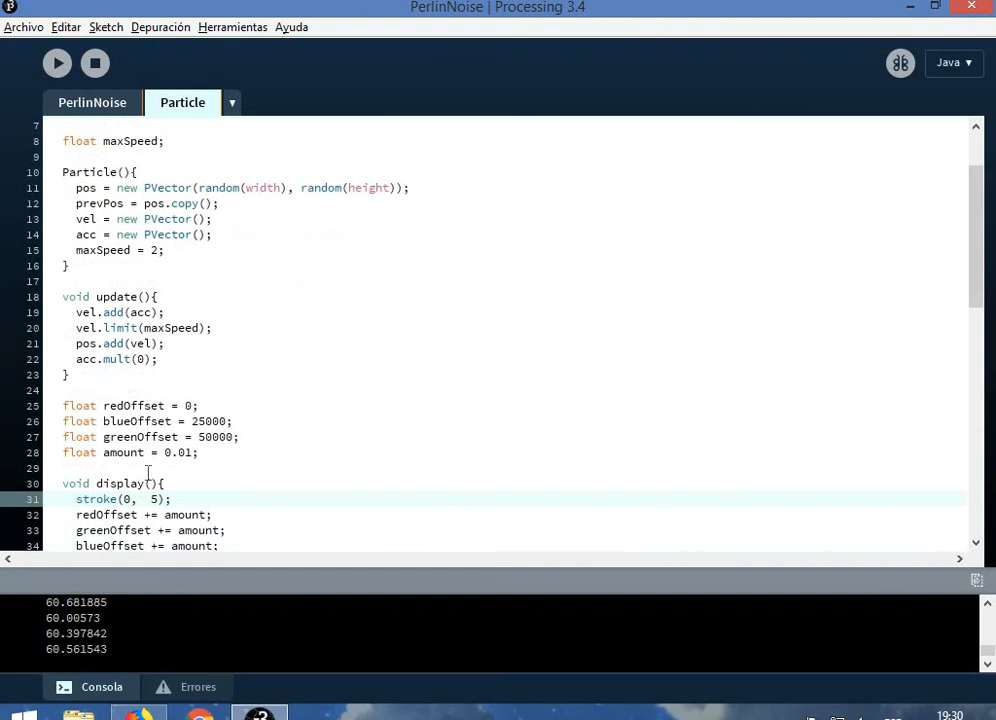 PerlinNoise | Processing 3.4
Archivo Editar Sketch Depuración Herramientas Ayuda
Java ▾
PerlinNoise Particle ▾
7
8 float maxSpeed;
9
10 Particle(){
11 pos = new PVector(random(width), random(height));
12 prevPos = pos.copy();
13 vel = new PVector();
14 acc = new PVector();
15 maxSpeed = 2;
16 }
17
18 void update(){
19 vel.add(acc);
20 vel.limit(maxSpeed);
21 pos.add(vel);
22 acc.mult(0);
23 }
24
25 float redOffset = 0;
26 float blueOffset = 25000;
27 float greenOffset = 50000;
28 float amount = 0.01;
29
30 void display(){
31 stroke(0,  5);
32 redOffset += amount;
33 greenOffset += amount;
34 blueOffset += amount;
60.681885
60.00573
60.397842
60.561543
Consola Errores
19:30